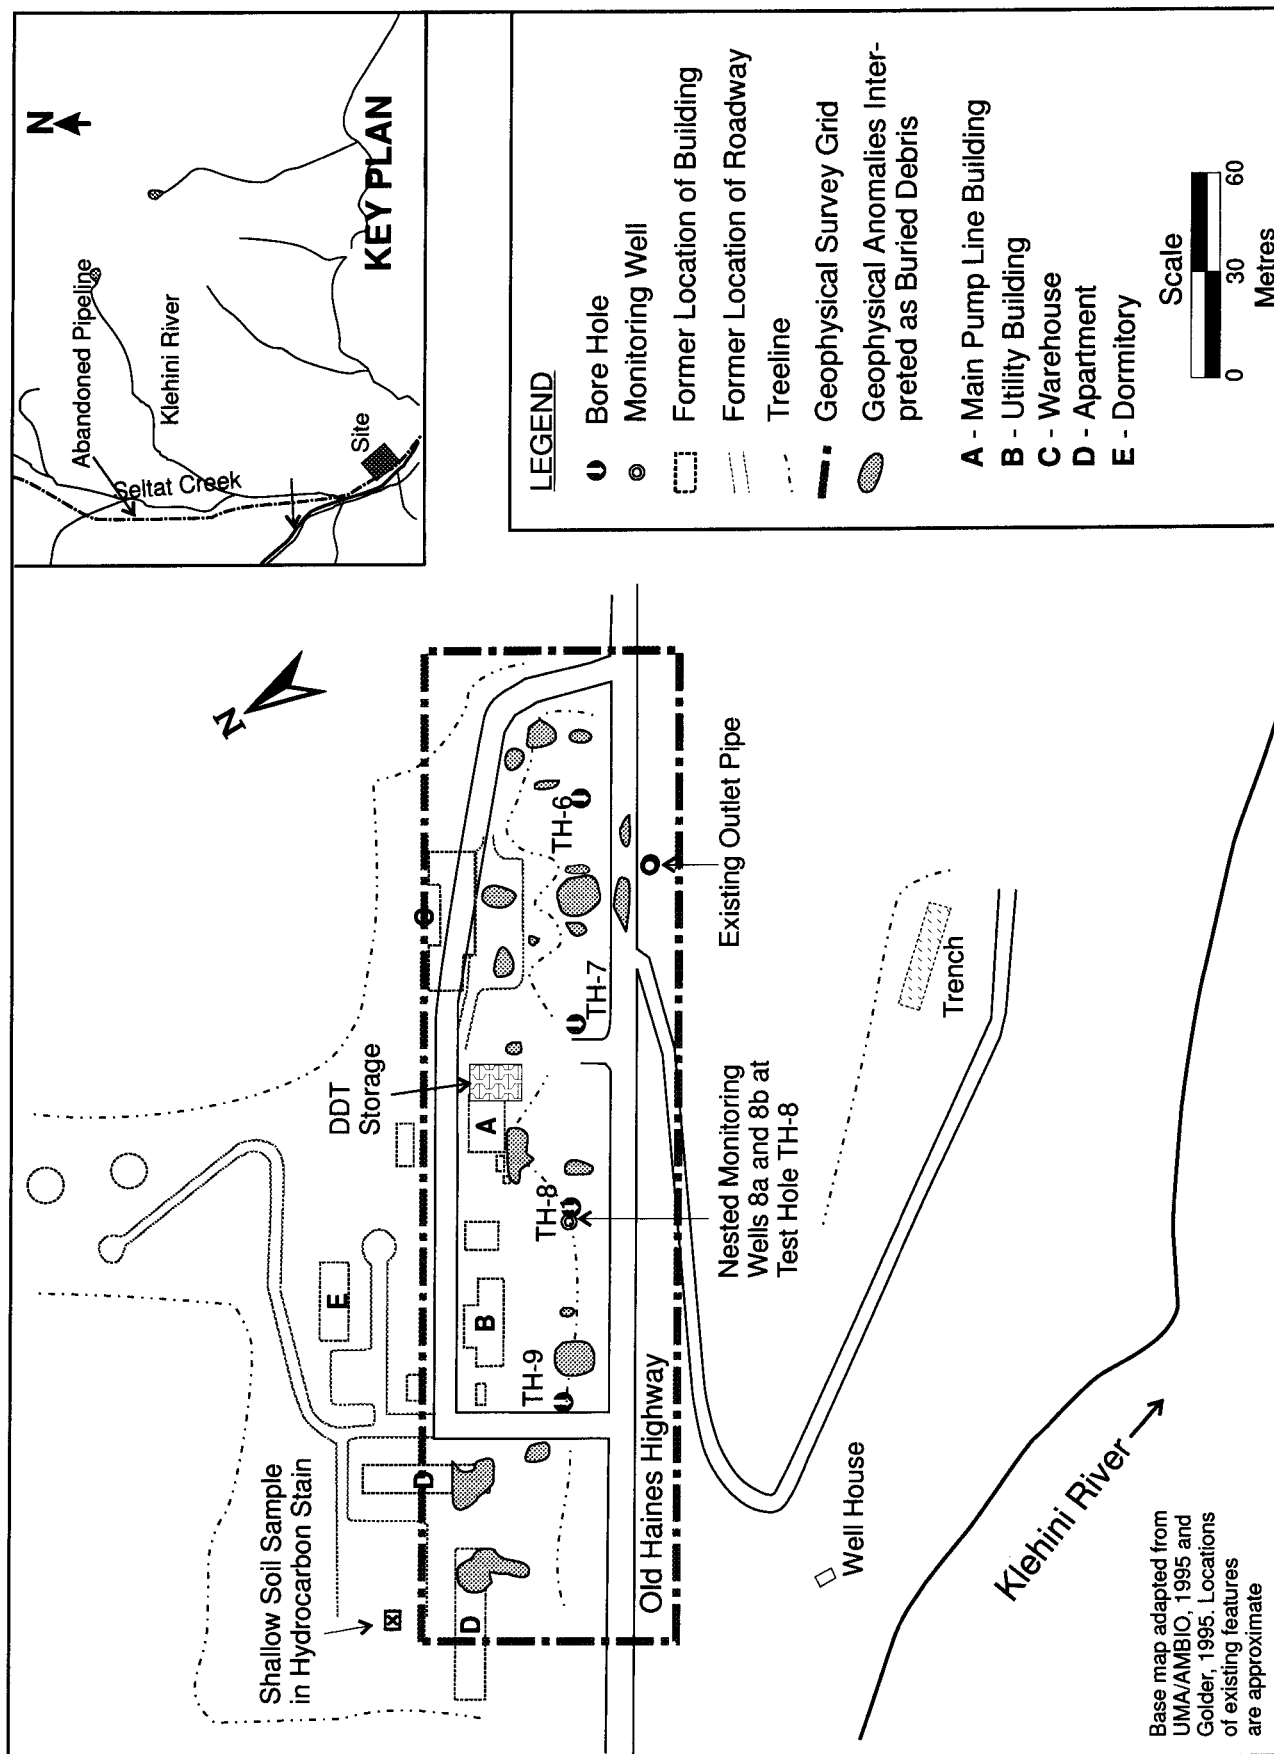 N
Abandoned Pipeline
Klehini River
Seltat Creek
Site
KEY PLAN
LEGEND
Bore Hole
Monitoring Well
Former Location of Building
Former Location of Roadway
Treeline
Geophysical Survey Grid
Geophysical Anomalies Inter-
preted as Buried Debris
A - Main Pump Line Building
B - Utility Building
C - Warehouse
D - Apartment
E - Dormitory
Scale
0 30 60
Metres
N
Shallow Soil Sample
in Hydrocarbon Stain
DDT
Storage
E
D
D
B
A
C
TH-9
TH-8
TH-7
TH-6
Old Haines Highway
Nested Monitoring
Wells 8a and 8b at
Test Hole TH-8
Existing Outlet Pipe
Trench
Well House
Klehini River
Base map adapted from
UMA/AMBIO, 1995 and
Golder, 1995. Locations
of existing features
are approximate